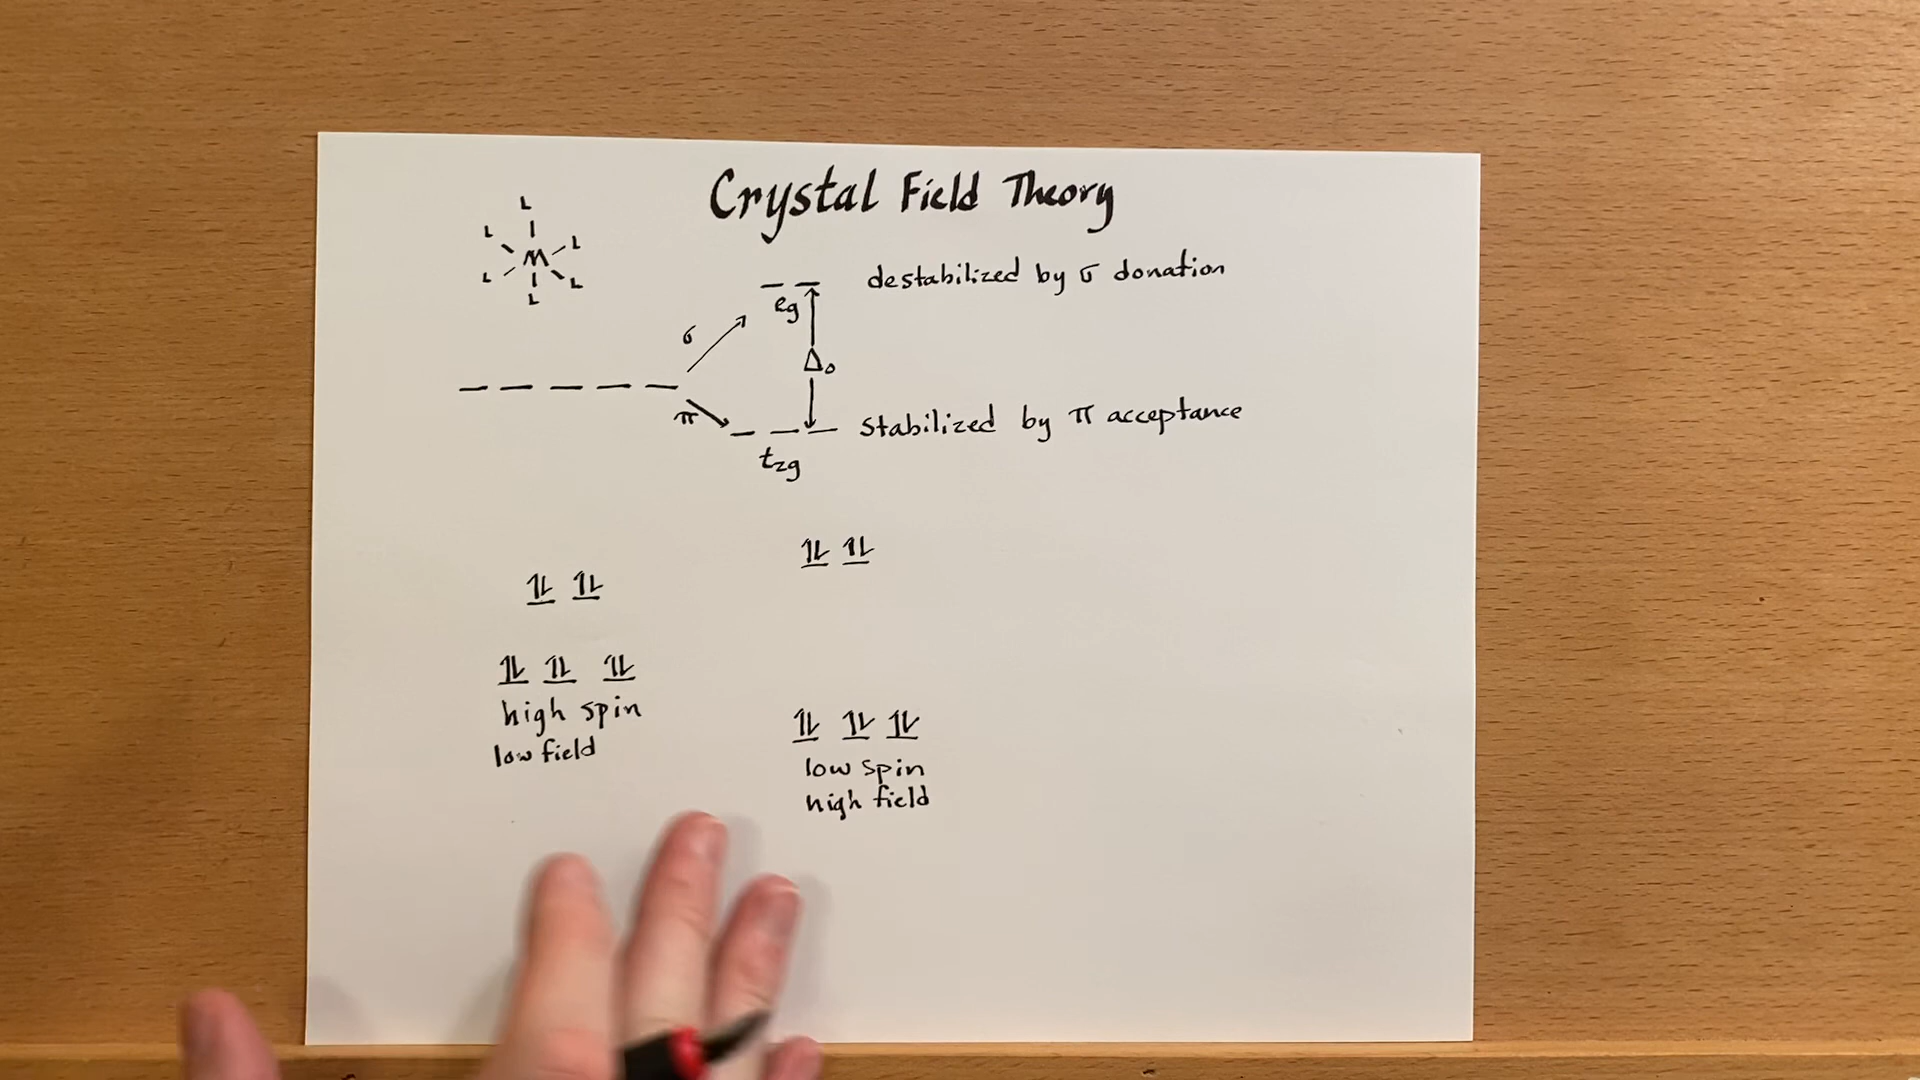 Crystal Field Theory
L
L
L
M
L
L
L
destabilized by σ donation
eg
σ
Δo
π
stabilized by π acceptance
t2g
⥮ ⥮
⥮ ⥮
⥮ ⥮ ⥮
high spin
low field
⥮ ⥮ ⥮
low spin
high field